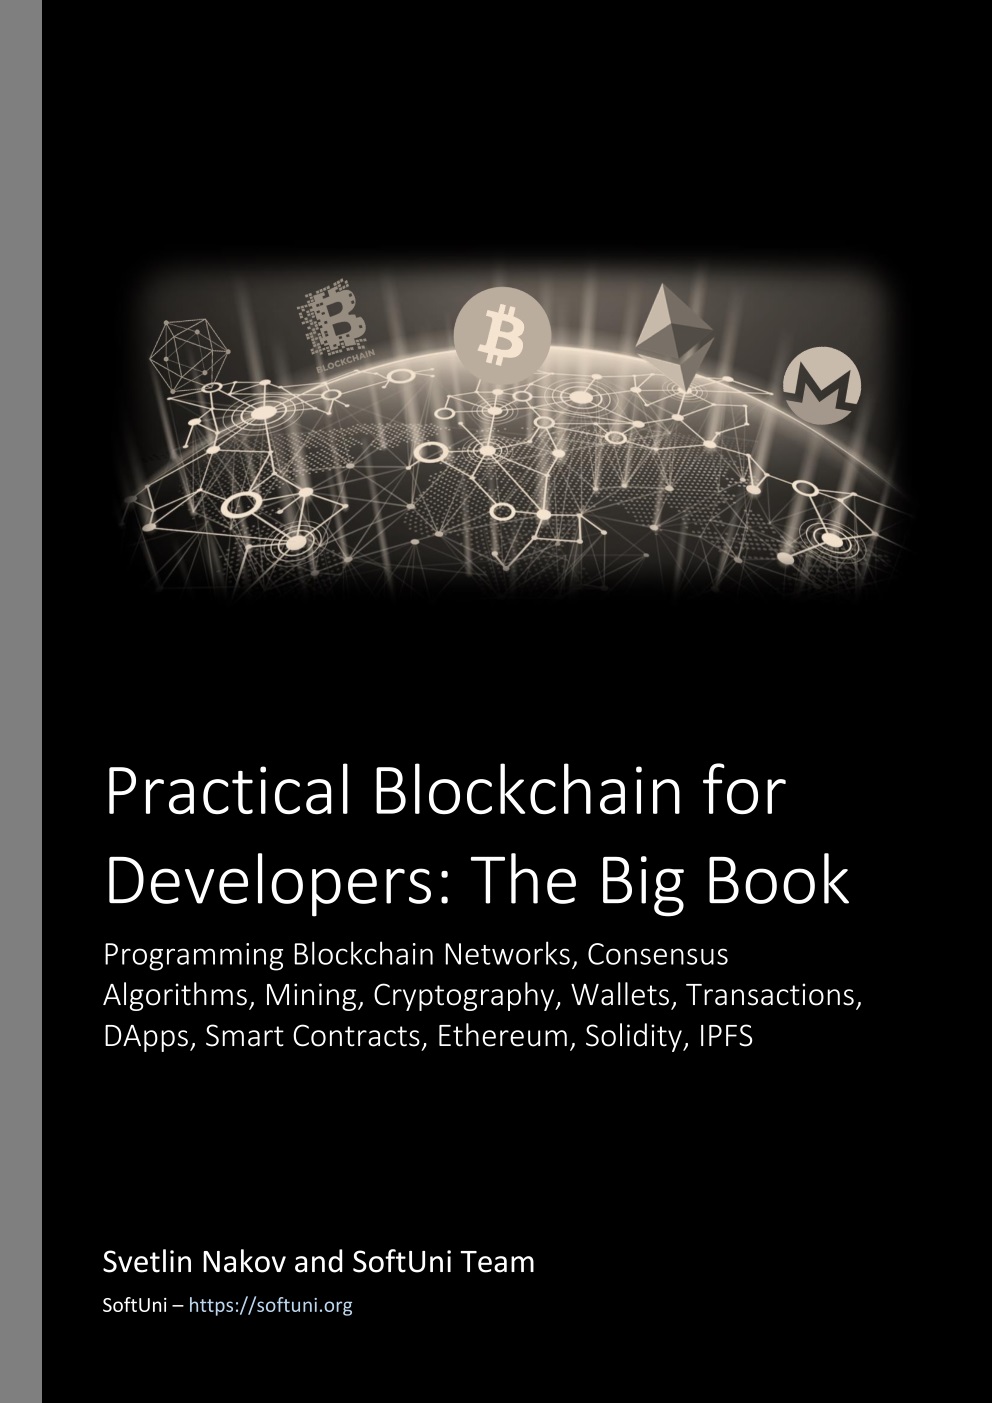 BLOCKCHAIN
Practical Blockchain for
Developers: The Big Book
Programming Blockchain Networks, Consensus
Algorithms, Mining, Cryptography, Wallets, Transactions,
DApps, Smart Contracts, Ethereum, Solidity, IPFS
Svetlin Nakov and SoftUni Team
SoftUni – https://softuni.org